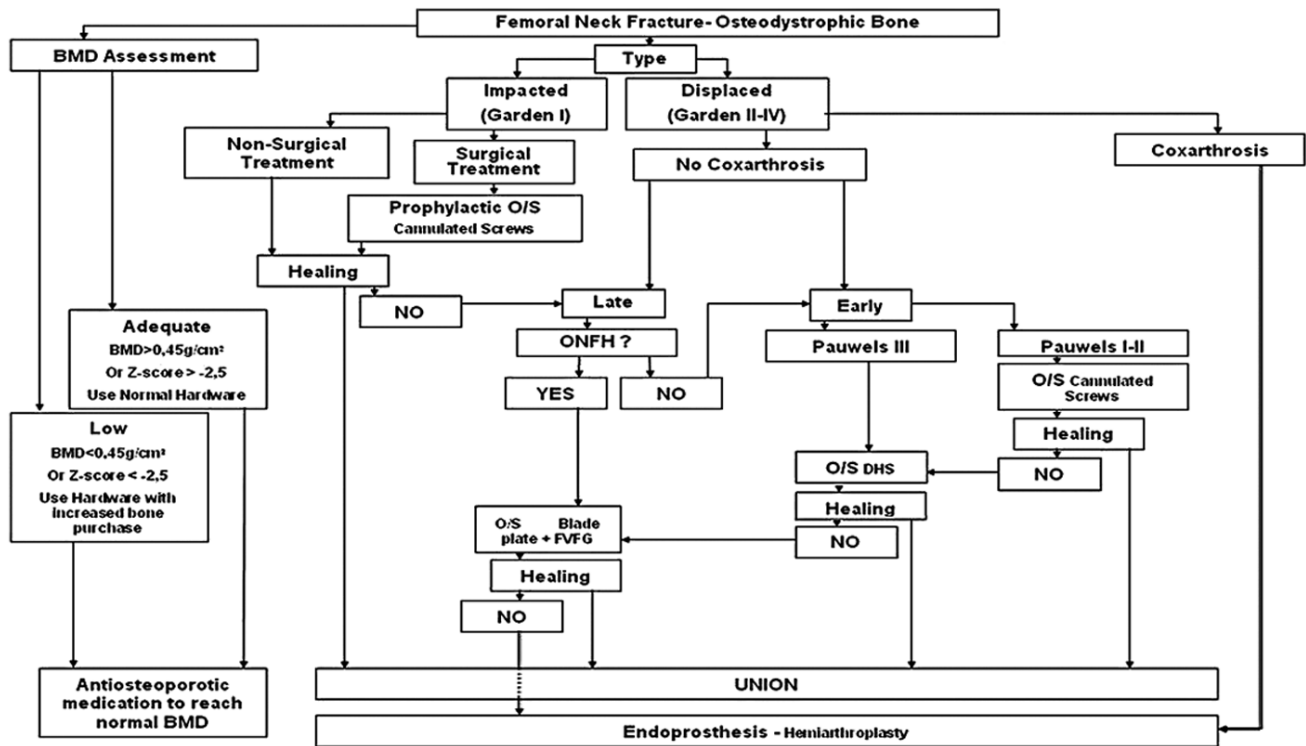 Femoral Neck Fracture- Osteodystrophic Bone
BMD Assessment
Type
Impacted
(Garden I)
Displaced
(Garden II-IV)
Non-Surgical
Treatment
Surgical
Treatment
No Coxarthrosis
Coxarthrosis
Prophylactic O/S
Cannulated Screws
Healing
NO
Late
Early
Adequate
BMD>0,45g/cm²
Or Z-score > -2,5
Use Normal Hardware
ONFH ?
Pauwels III
Pauwels I-II
YES
NO
O/S Cannulated
Screws
Low
BMD<0,45g/cm²
Or Z-score < -2,5
Use Hardware with
increased bone
purchase
Healing
O/S DHS
NO
Healing
O/S Blade
plate + FVFG
NO
Healing
NO
Antiosteoporotic
medication to reach
normal BMD
UNION
Endoprosthesis - Hemiarthroplasty